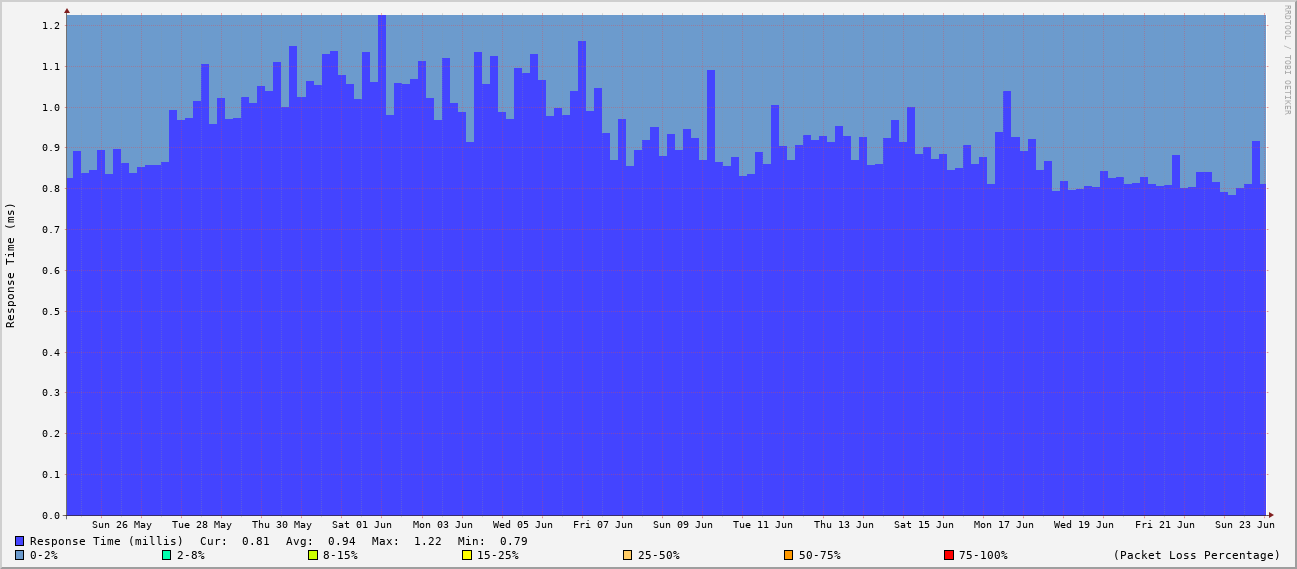 RRDTOOL / TOBI OETIKER
Response Time (ms)
1.2
1.1
1.0
0.9
0.8
0.7
0.6
0.5
0.4
0.3
0.2
0.1
0.0
Sun 26 May Tue 28 May Thu 30 May Sat 01 Jun Mon 03 Jun Wed 05 Jun Fri 07 Jun Sun 09 Jun Tue 11 Jun Thu 13 Jun Sat 15 Jun Mon 17 Jun Wed 19 Jun Fri 21 Jun Sun 23 Jun
Response Time (millis) Cur: 0.81 Avg: 0.94 Max: 1.22 Min: 0.79
0-2% 2-8% 8-15% 15-25% 25-50% 50-75% 75-100% (Packet Loss Percentage)